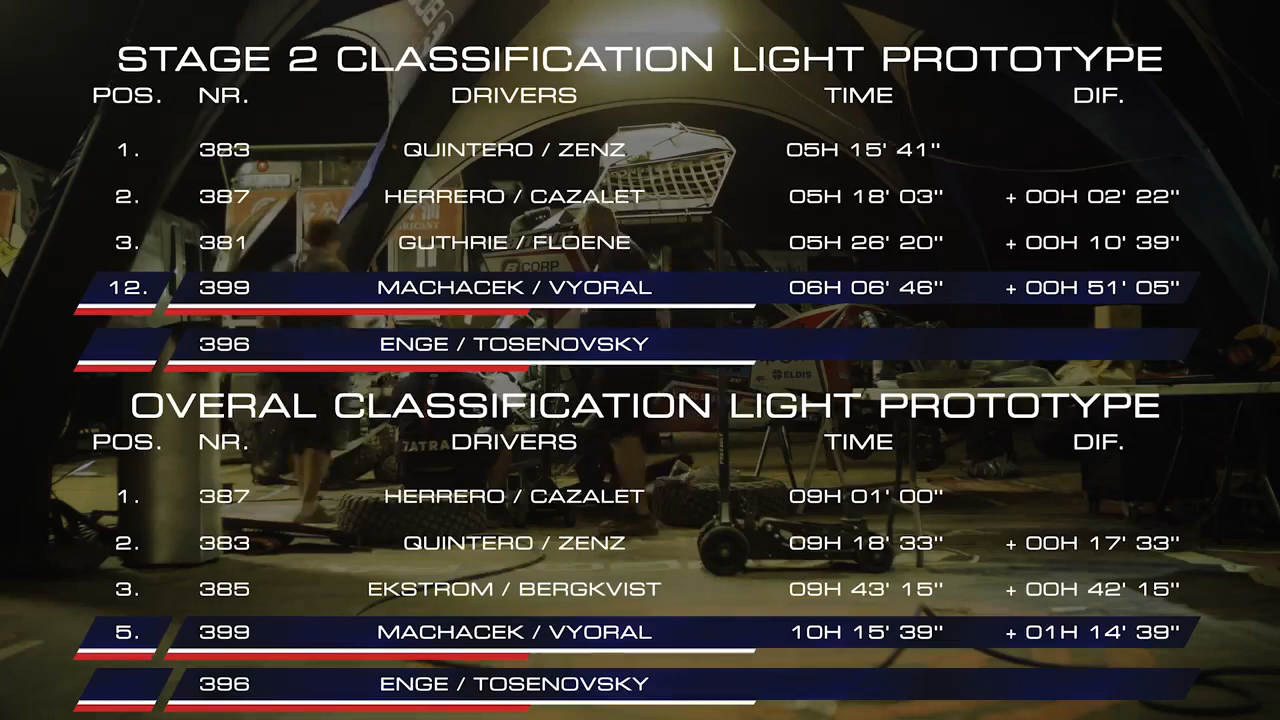 STAGE 2 CLASSIFICATION LIGHT PROTOTYPE
POS. NR. DRIVERS TIME DIF.
1. 383 QUINTERO / ZENZ 05H 15' 41"
2. 387 HERRERO / CAZALET 05H 18' 03" + 00H 02' 22"
3. 381 GUTHRIE / FLOENE 05H 26' 20" + 00H 10' 39"
CORP
12. 399 MACHACEK / VYORAL 06H 06' 46" + 00H 51' 05"
396 ENGE / TOSENOVSKY
ELDIS
OVERAL CLASSIFICATION LIGHT PROTOTYPE
POS. NR. DRIVERS TIME DIF.
TATRA
1. 387 HERRERO / CAZALET 09H 01' 00"
2. 383 QUINTERO / ZENZ 09H 18' 33" + 00H 17' 33"
3. 385 EKSTROM / BERGKVIST 09H 43' 15" + 00H 42' 15"
5. 399 MACHACEK / VYORAL 10H 15' 39" + 01H 14' 39"
396 ENGE / TOSENOVSKY